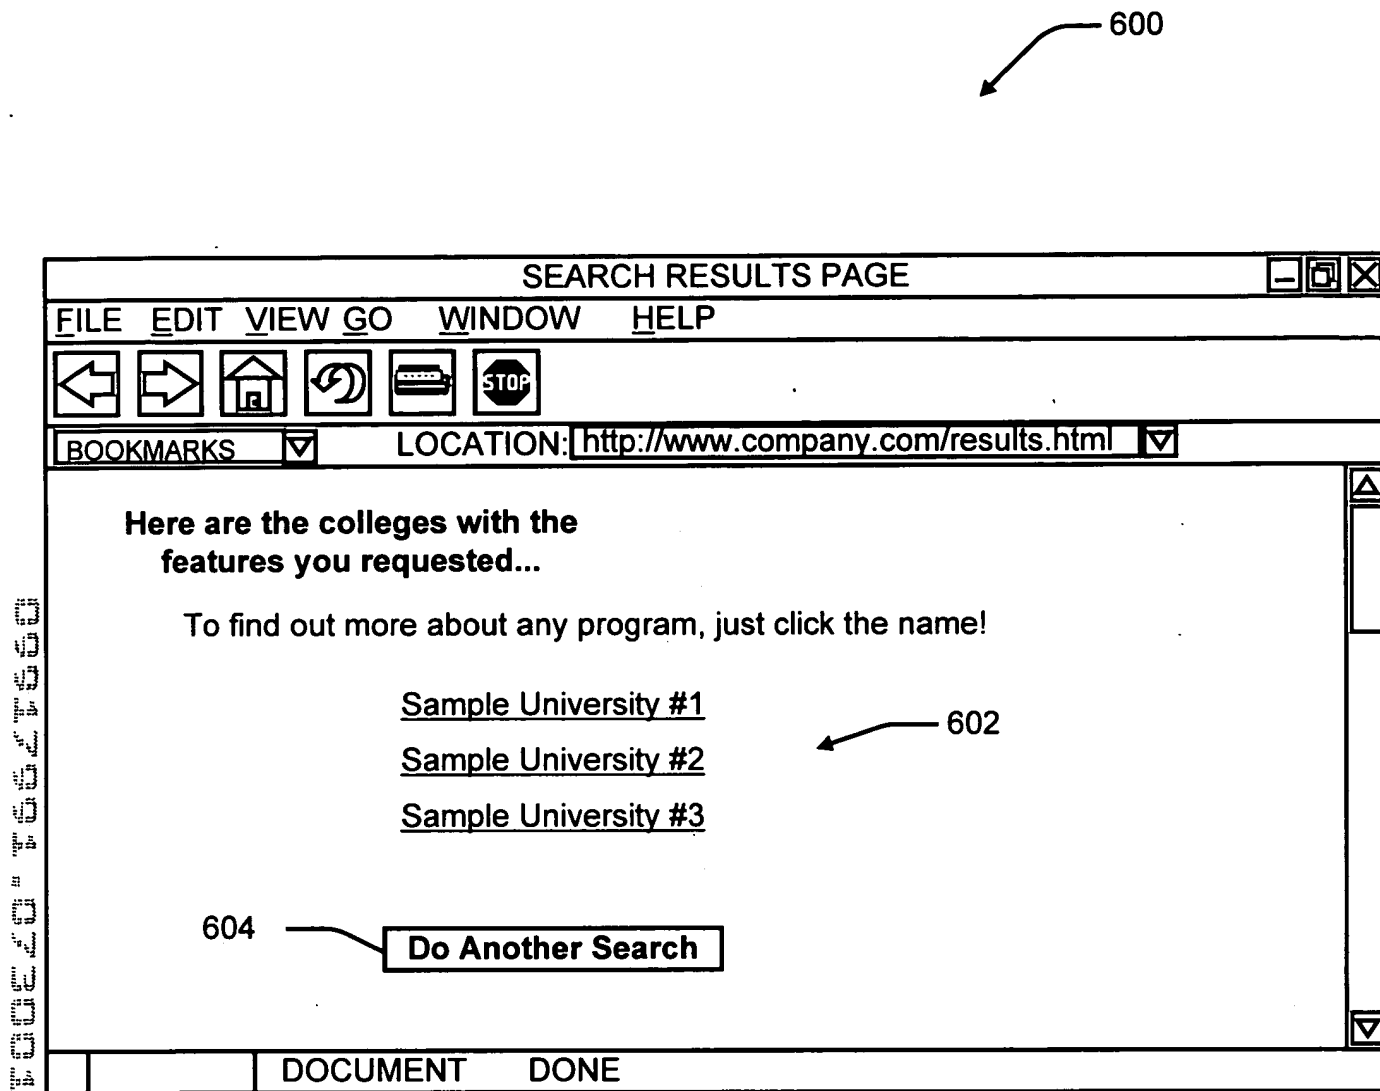 600
SEARCH RESULTS PAGE
FILE EDIT VIEW GO WINDOW HELP
STOP
BOOKMARKS LOCATION: http://www.company.com/results.html
Here are the colleges with the
features you requested...
To find out more about any program, just click the name!
Sample University #1
602
Sample University #2
Sample University #3
604
Do Another Search
DOCUMENT DONE